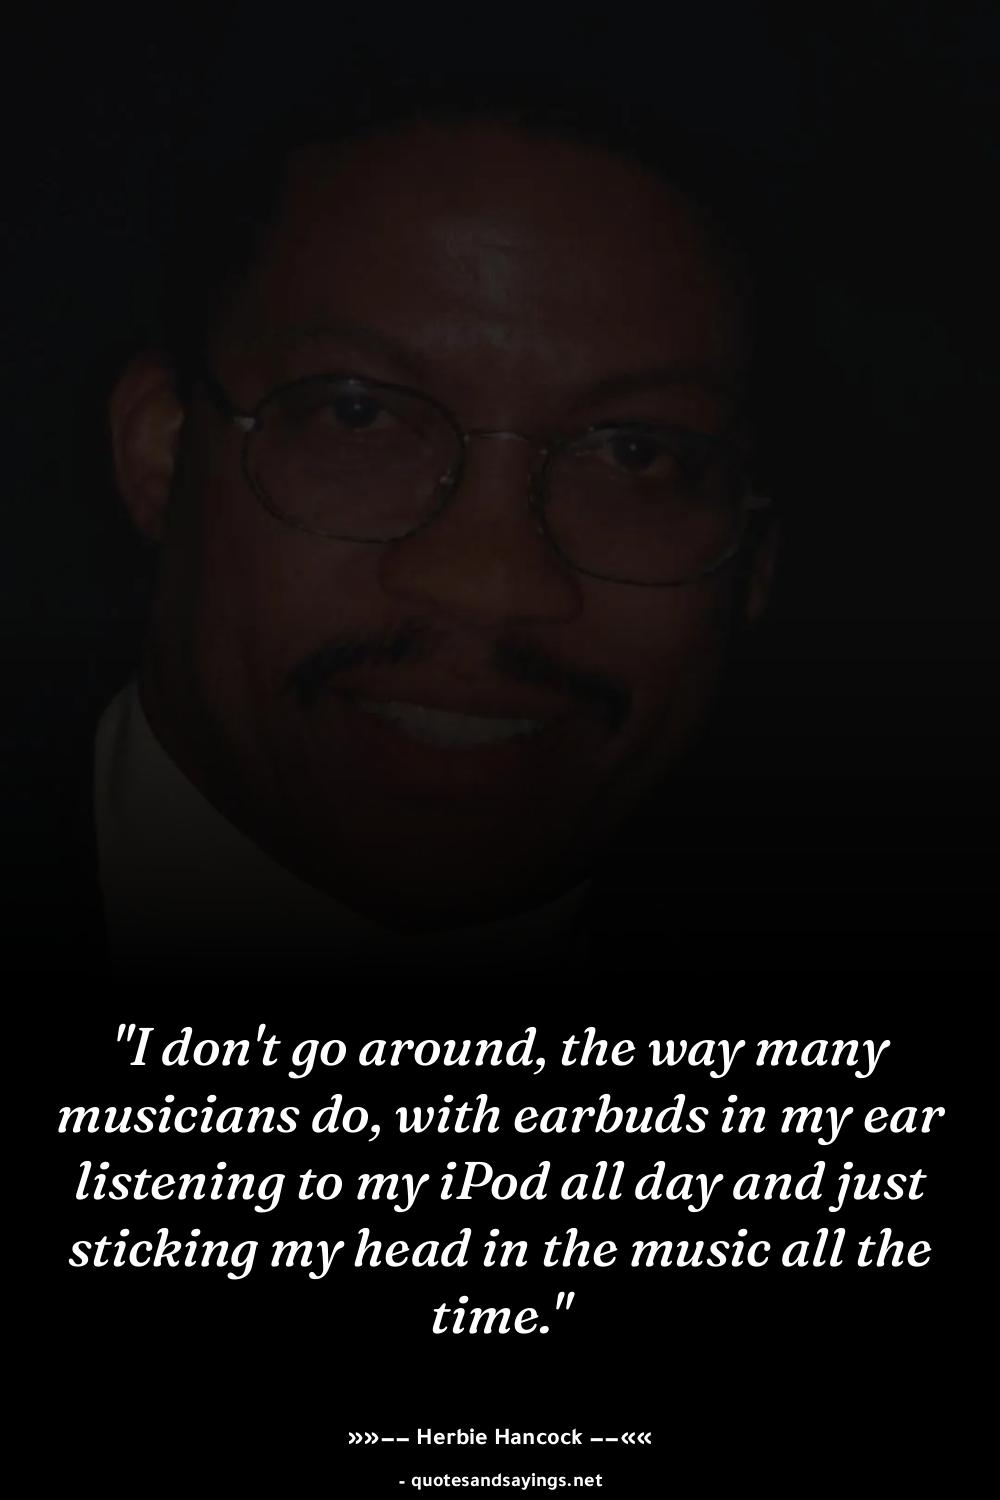 "I don't go around, the way many
musicians do, with earbuds in my ear
listening to my iPod all day and just
sticking my head in the music all the
time."
»»−− Herbie Hancock −−««
- quotesandsayings.net